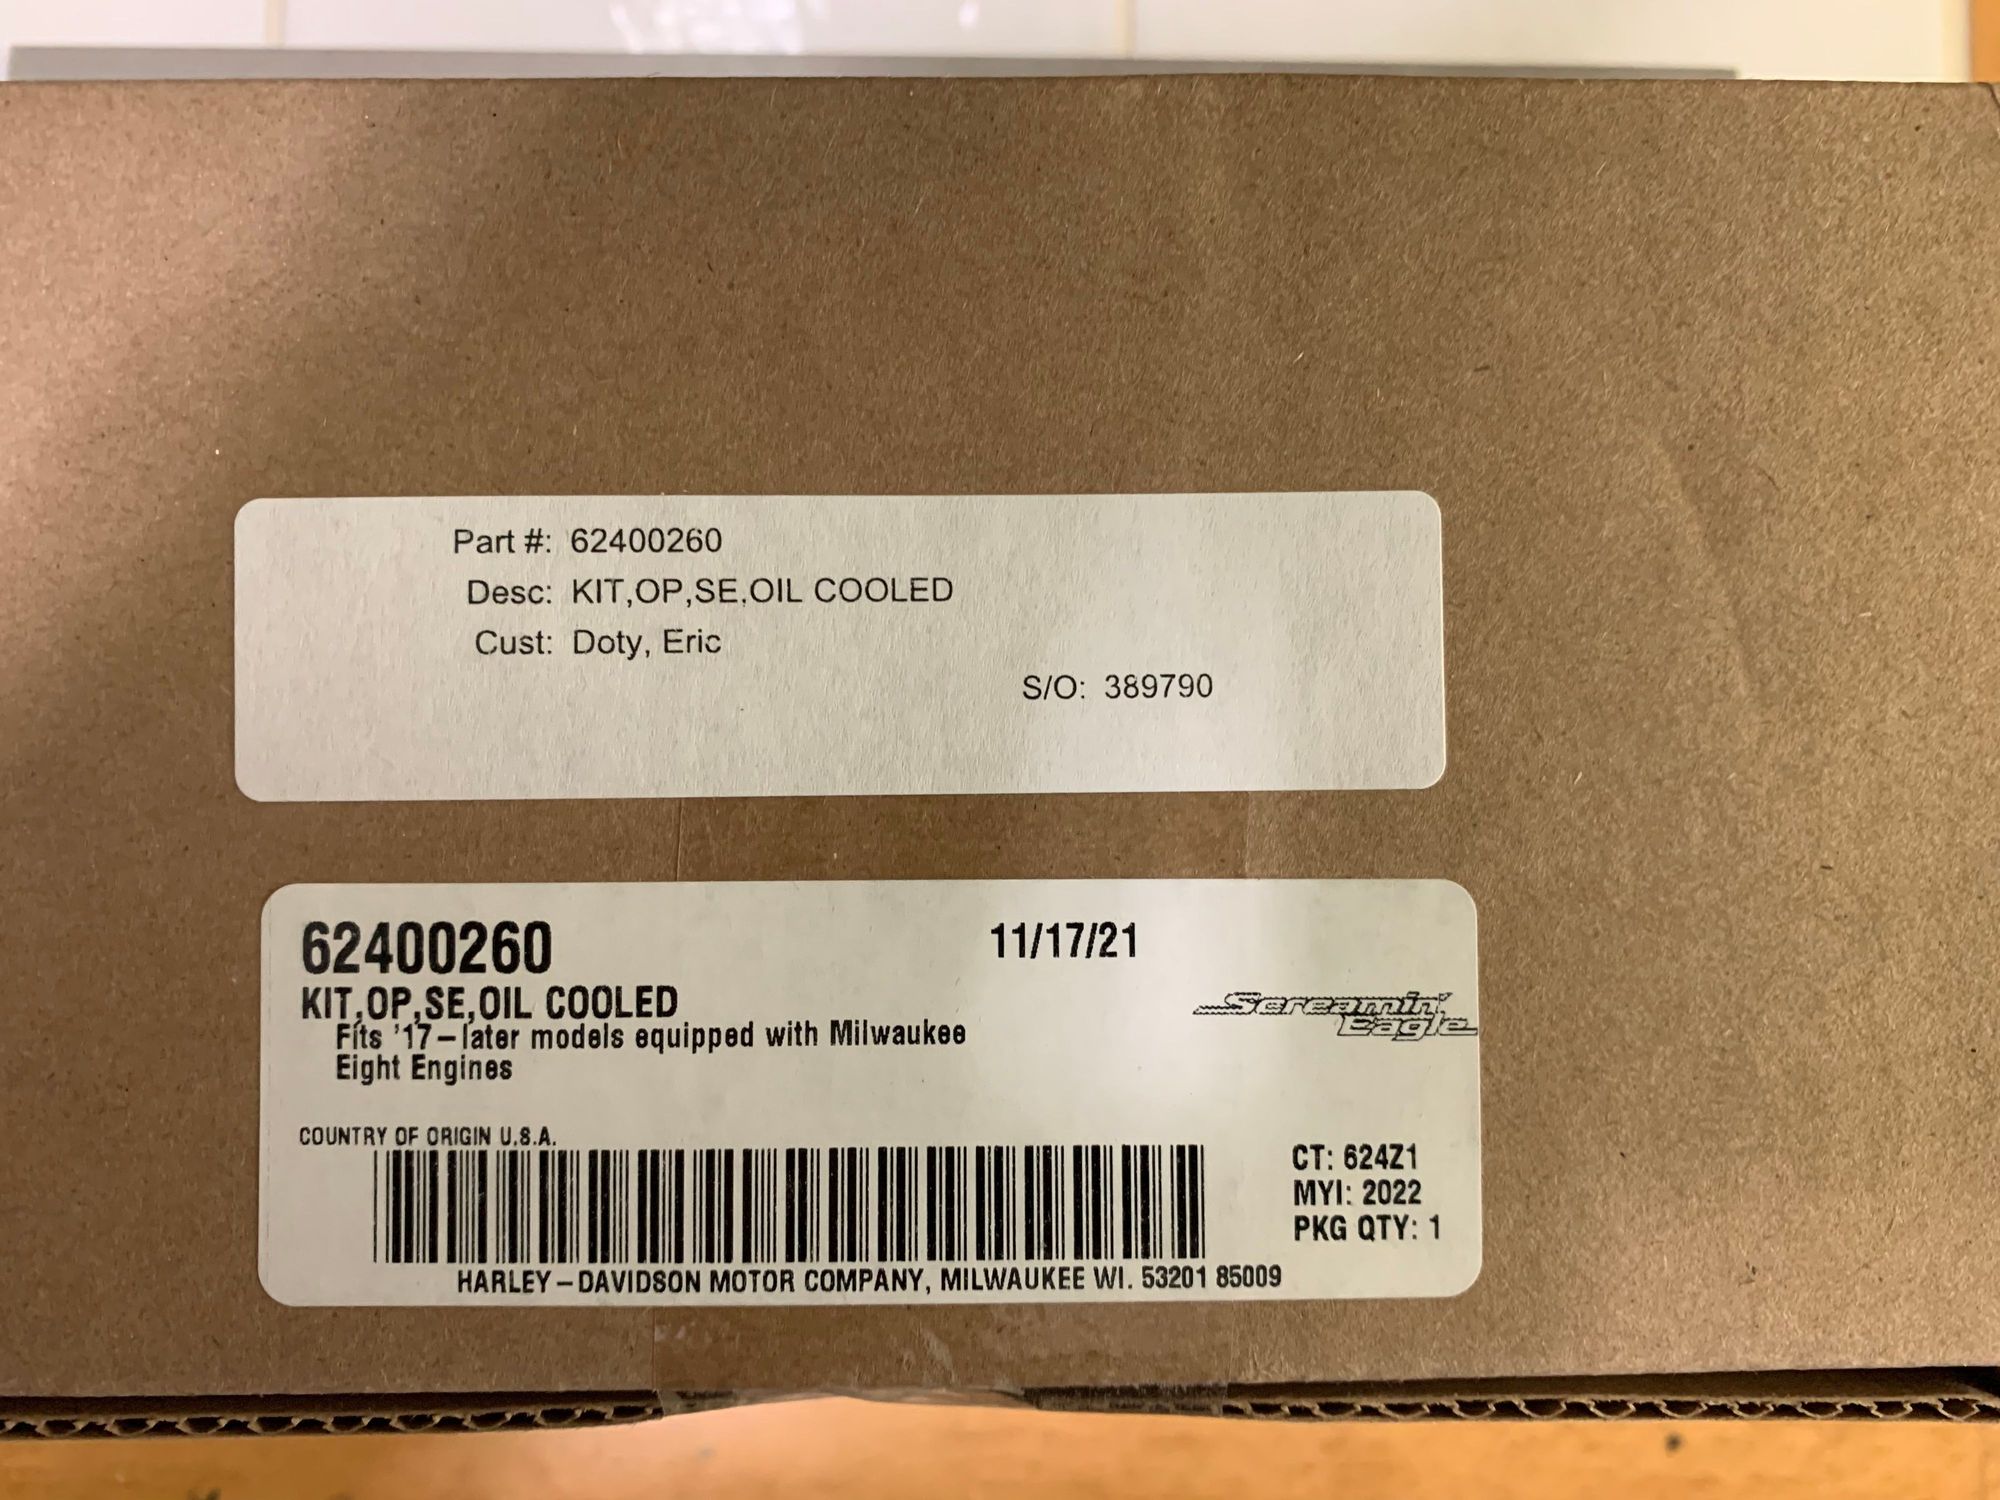 Part #: 62400260
Desc: KIT,OP,SE,OIL COOLED
Cust: Doty, Eric
S/O: 389790
62400260
11/17/21
KIT,OP,SE,OIL COOLED
Fits '17-later models equipped with Milwaukee
Eight Engines
Screamin'
Eagle
COUNTRY OF ORIGIN U.S.A.
CT: 624Z1
MYI: 2022
PKG QTY: 1
HARLEY-DAVIDSON MOTOR COMPANY, MILWAUKEE WI. 53201 85009